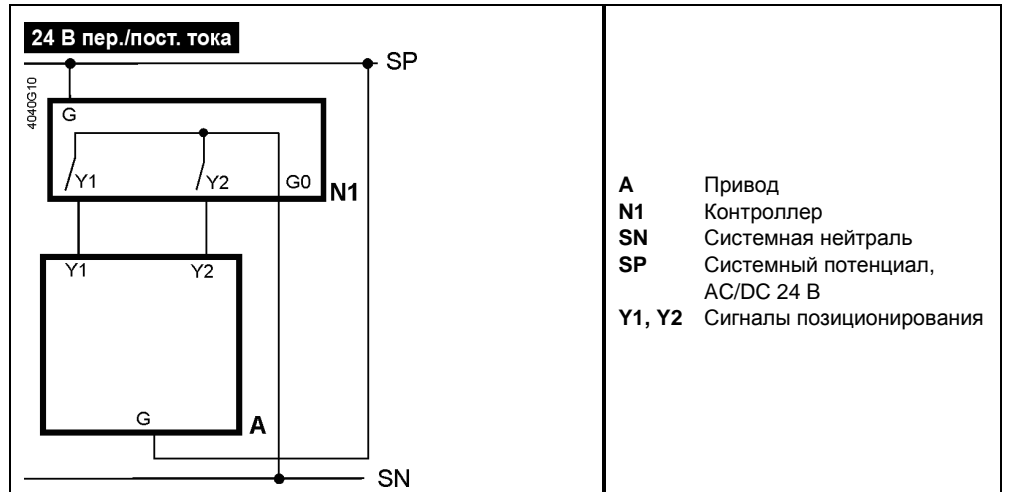 24 В пер./пост. тока
SP
4040G10
G
Y1
Y2
G0
N1
Y1
Y2
G
A
SN
A Привод
N1 Контроллер
SN Системная нейтраль
SP Системный потенциал,
AC/DC 24 В
Y1, Y2 Сигналы позиционирования